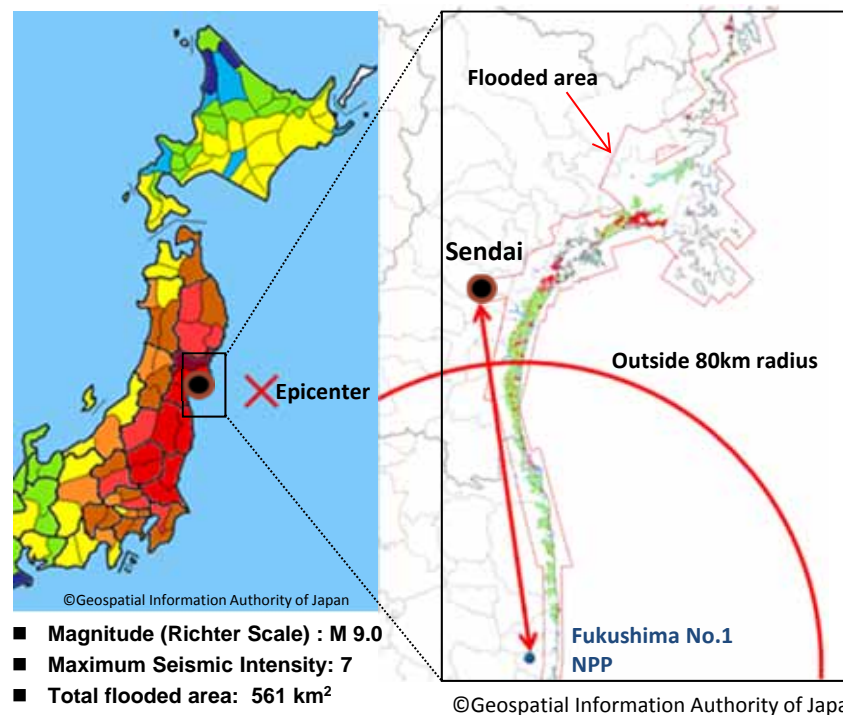 Flooded area
Sendai
Outside 80km radius
Epicenter
Fukushima No.1
NPP
©Geospatial Information Authority of Japan
■ Magnitude (Richter Scale) : M 9.0
■ Maximum Seismic Intensity: 7
■ Total flooded area: 561 km²
©Geospatial Information Authority of Japa